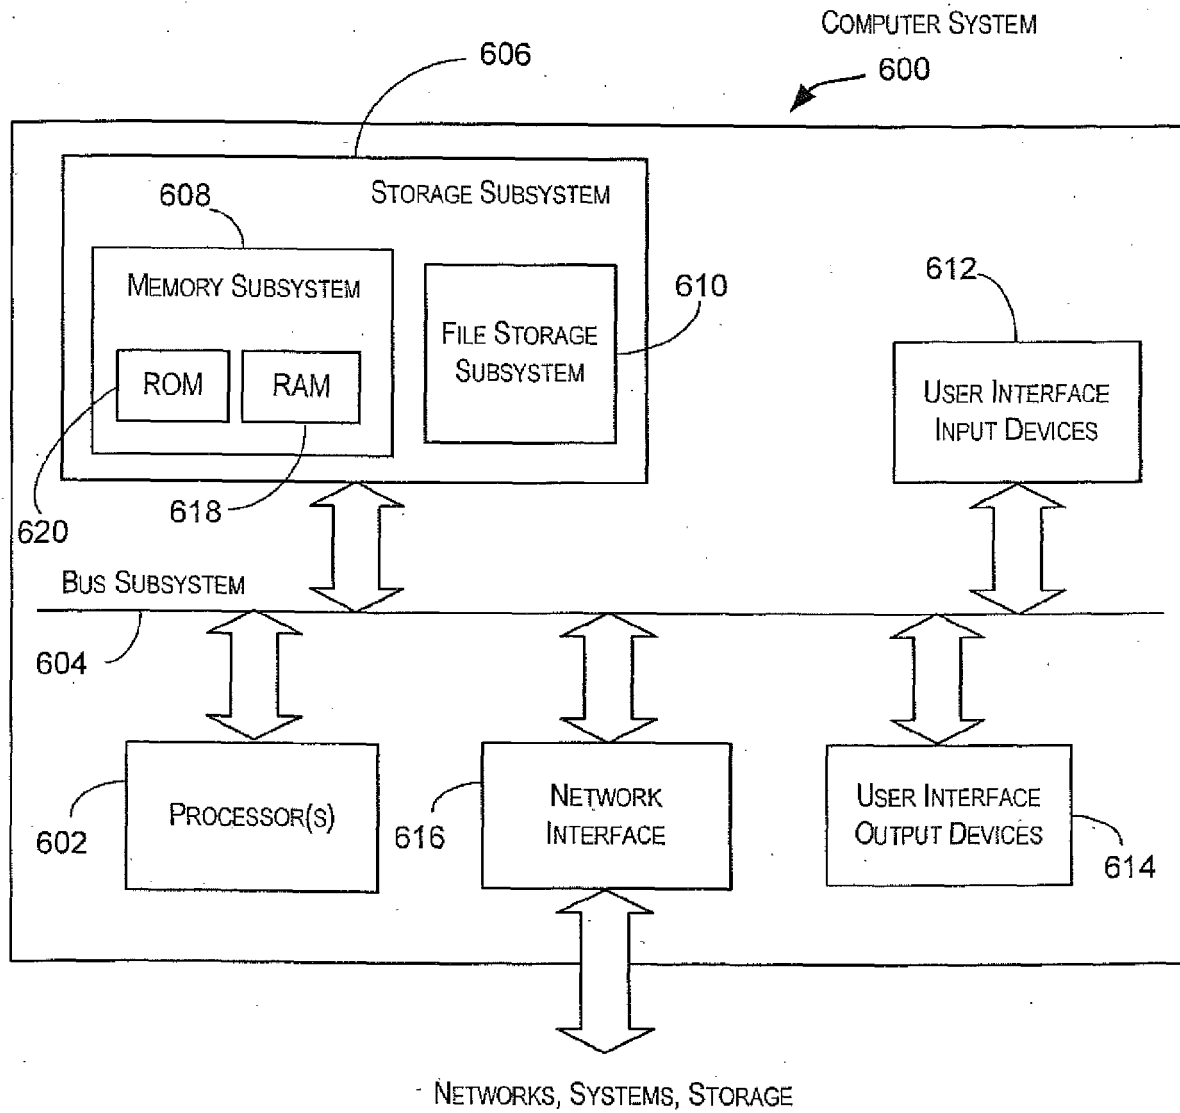 COMPUTER SYSTEM
600
606
STORAGE SUBSYSTEM
608
MEMORY SUBSYSTEM
ROM
RAM
FILE STORAGE
SUBSYSTEM
610
612
USER INTERFACE
INPUT DEVICES
620
618
BUS SUBSYSTEM
604
PROCESSOR(S)
602
NETWORK
INTERFACE
616
USER INTERFACE
OUTPUT DEVICES
614
NETWORKS, SYSTEMS, STORAGE